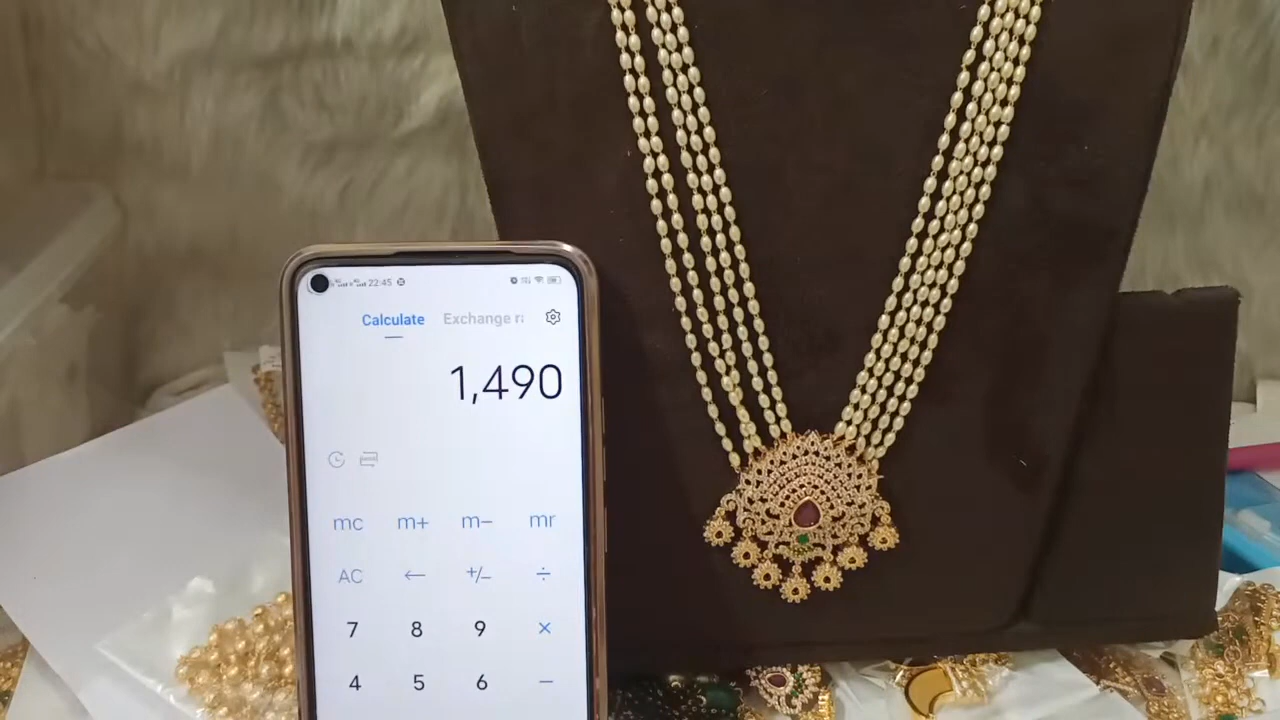 22:45
Calculate Exchange r
1,490
mc m+ m− mr
AC ← +/− ÷
7 8 9 ×
4 5 6 −